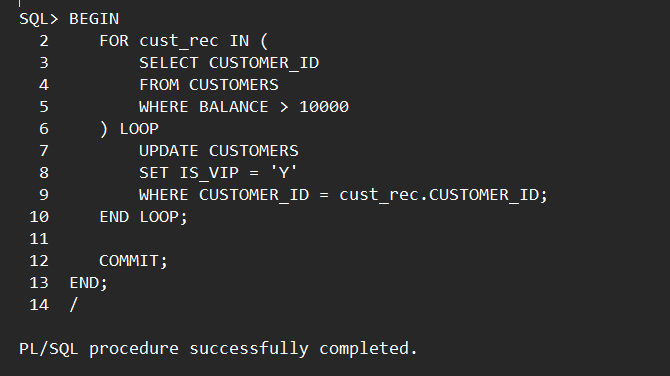 SQL> BEGIN
  2     FOR cust_rec IN (
  3         SELECT CUSTOMER_ID
  4         FROM CUSTOMERS
  5         WHERE BALANCE > 10000
  6     ) LOOP
  7         UPDATE CUSTOMERS
  8         SET IS_VIP = 'Y'
  9         WHERE CUSTOMER_ID = cust_rec.CUSTOMER_ID;
 10     END LOOP;
 11
 12     COMMIT;
 13  END;
 14  /
PL/SQL procedure successfully completed.